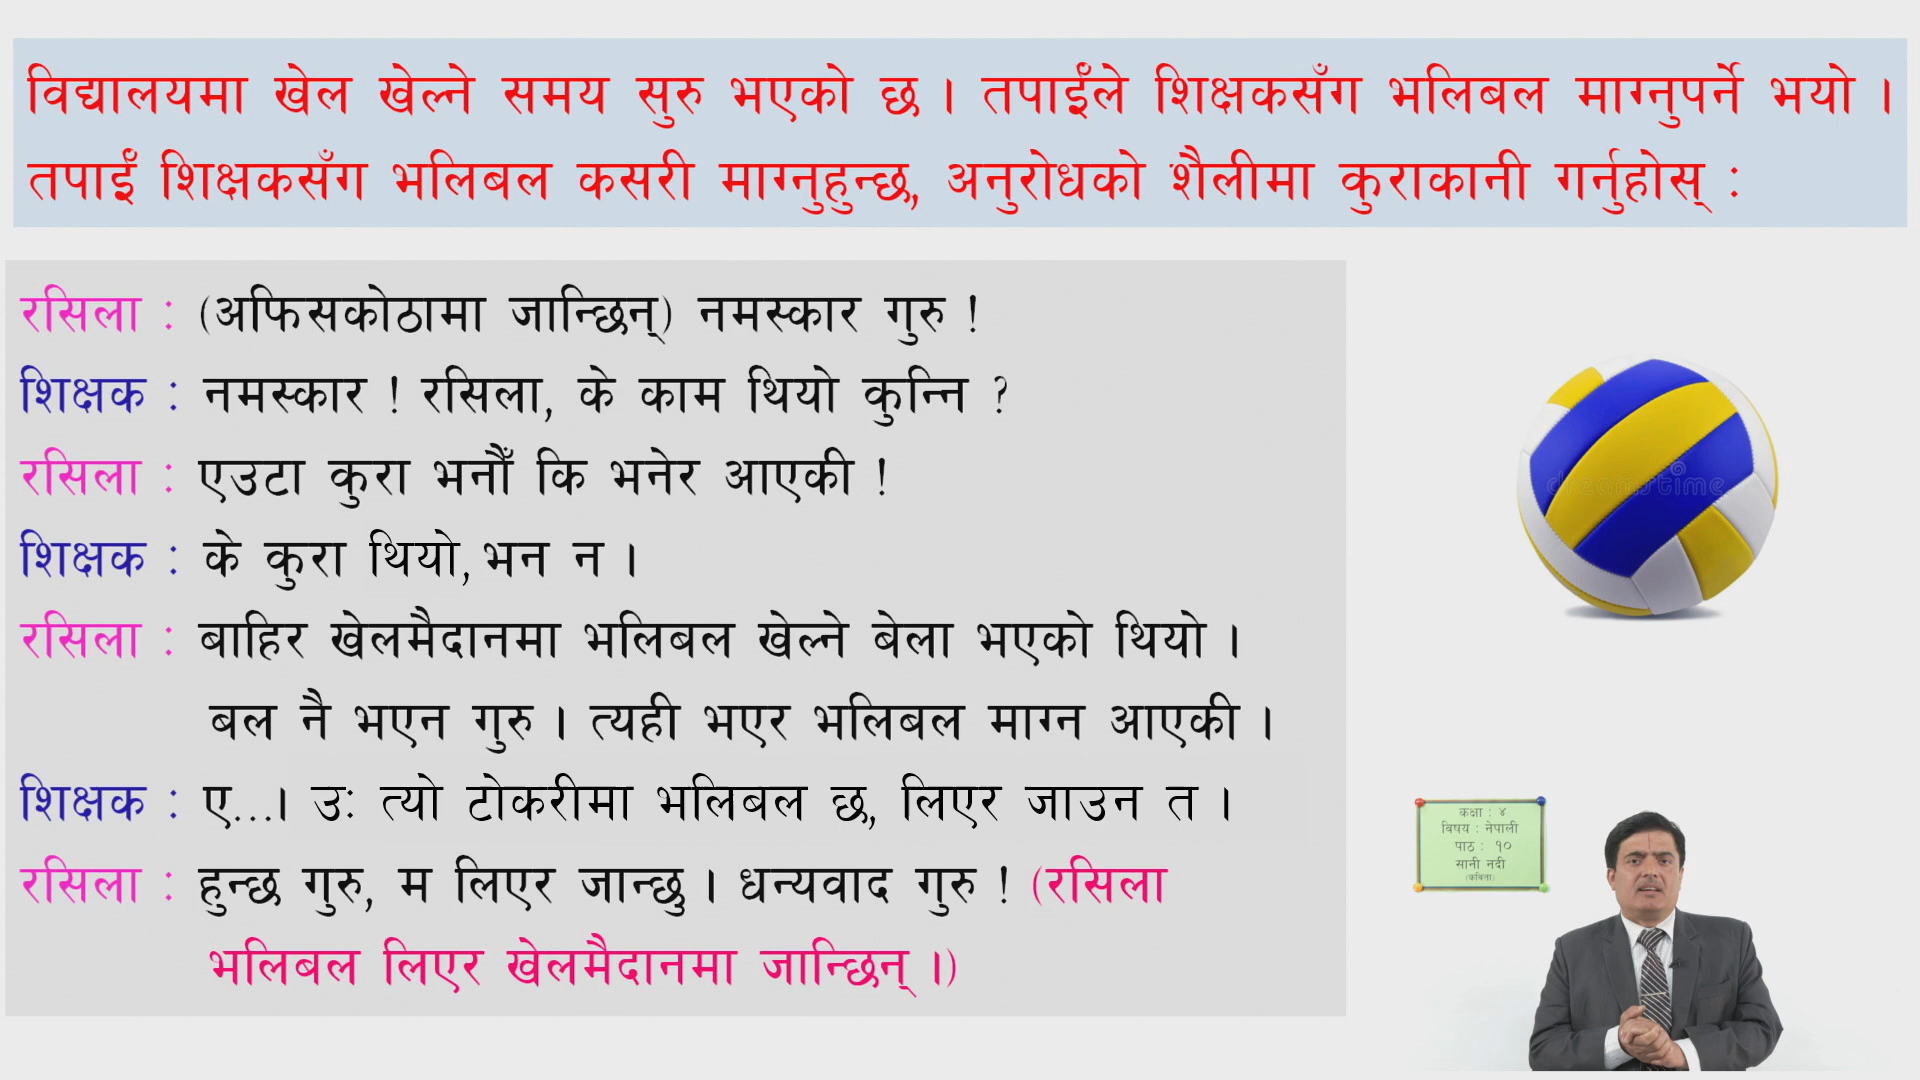 विद्यालयमा खेल खेल्ने समय सुरु भएको छ । तपाईंले शिक्षकसँग भलिबल माग्नुपर्ने भयो ।
तपाईं शिक्षकसँग भलिबल कसरी माग्नुहुन्छ, अनुरोधको शैलीमा कुराकानी गर्नुहोस् :
रसिला : (अफिसकोठामा जान्छिन्) नमस्कार गुरु !
शिक्षक : नमस्कार ! रसिला, के काम थियो कुन्नि ?
रसिला : एउटा कुरा भनौँ कि भनेर आएकी !
शिक्षक : के कुरा थियो, भन न ।
रसिला : बाहिर खेलमैदानमा भलिबल खेल्ने बेला भएको थियो ।
बल नै भएन गुरु । त्यही भएर भलिबल माग्न आएकी ।
शिक्षक : ए...। उः त्यो टोकरीमा भलिबल छ, लिएर जाउन त ।
रसिला : हुन्छ गुरु, म लिएर जान्छु । धन्यवाद गुरु ! (रसिला
भलिबल लिएर खेलमैदानमा जान्छिन् ।)
dreamstime
कक्षा : ४
विषय : नेपाली
पाठ : १०
सानी नदी
(कविता)